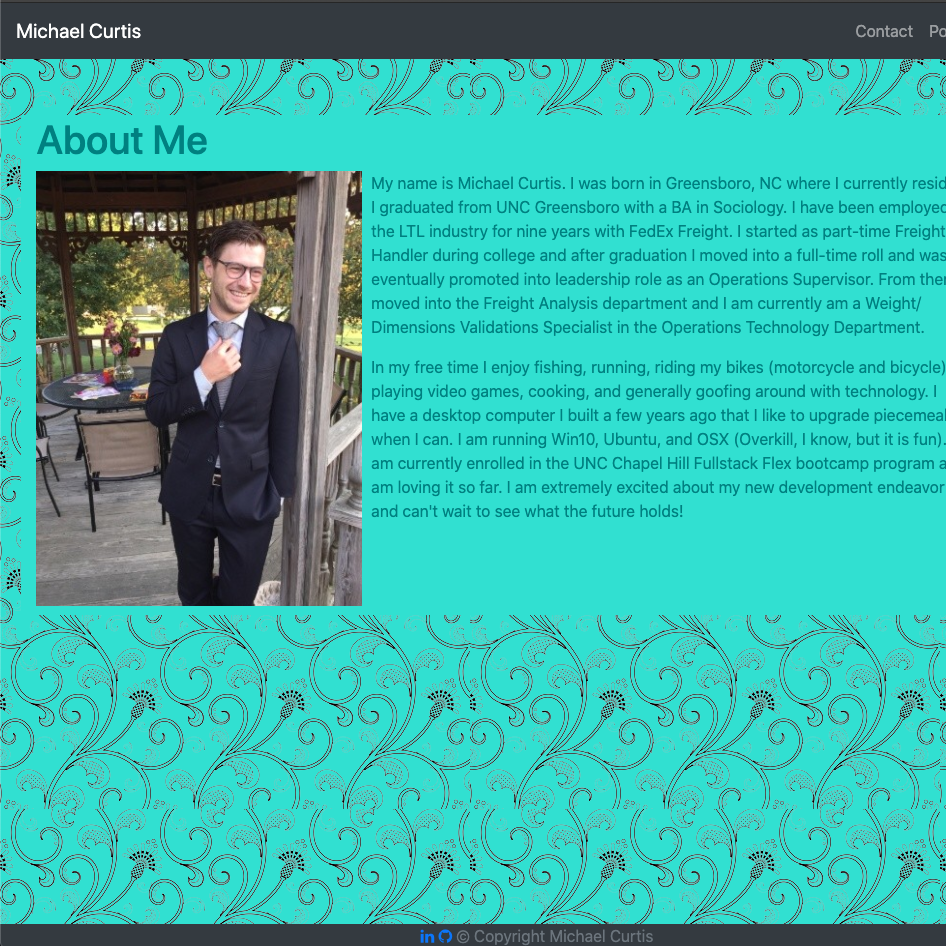 Michael Curtis
Contact
About Me
My name is Michael Curtis. I was born in Greensboro, NC where I currently
I graduated from UNC Greensboro with a BA in Sociology. I have been
the LTL industry for nine years with FedEx Freight. I started as part-time Freight
Handler during college and after graduation I moved into a full-time roll and was
eventually promoted into leadership role as an Operations Supervisor. From
moved into the Freight Analysis department and I am currently am a Weight/
Dimensions Validations Specialist in the Operations Technology Department.
In my free time I enjoy fishing, running, riding my bikes (motorcycle and bicycle)
playing video games, cooking, and generally goofing around with technology. I
have a desktop computer I built a few years ago that I like to upgrade
when I can. I am running Win10, Ubuntu, and OSX (Overkill, I know, but it is fun).
am currently enrolled in the UNC Chapel Hill Fullstack Flex bootcamp program
am loving it so far. I am extremely excited about my new development endeavor
and can't wait to see what the future holds!
in © Copyright Michael Curtis